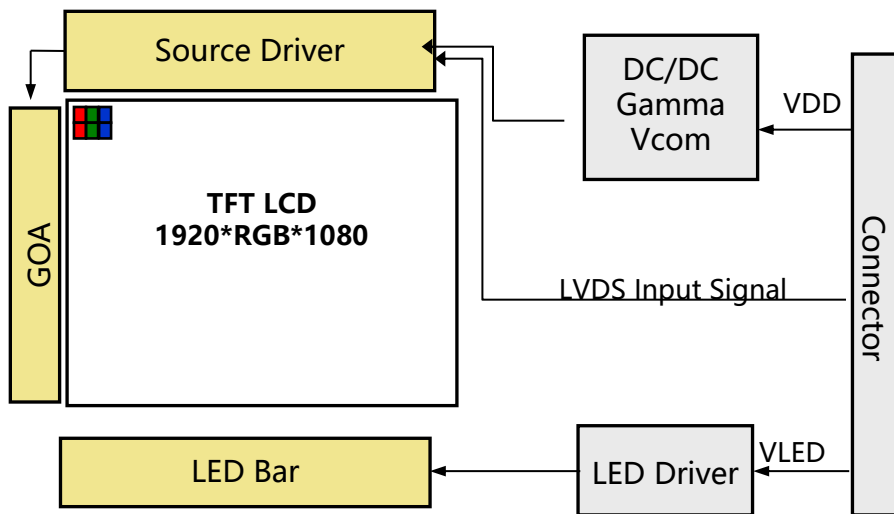 Source Driver
DC/DC
Gamma
Vcom
VDD
TFT LCD
1920*RGB*1080
GOA
Connector
LVDS Input Signal
LED Bar
LED Driver
VLED